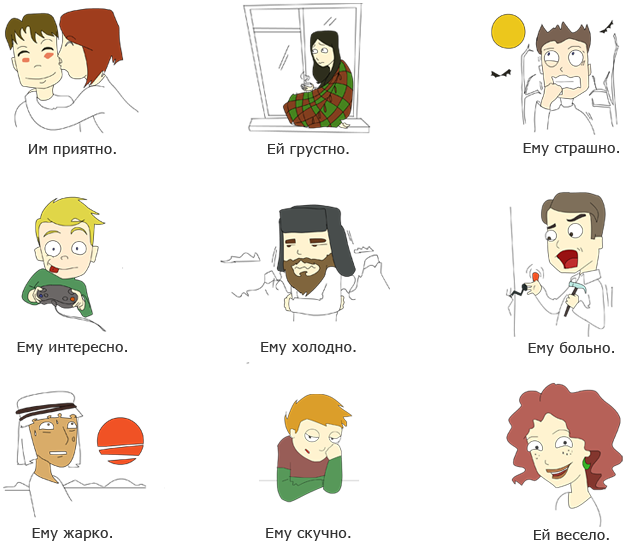 Им приятно.
Ей грустно.
Ему страшно.
Ему интересно.
Ему холодно.
Ему больно.
Ему жарко.
Ему скучно.
Ей весело.